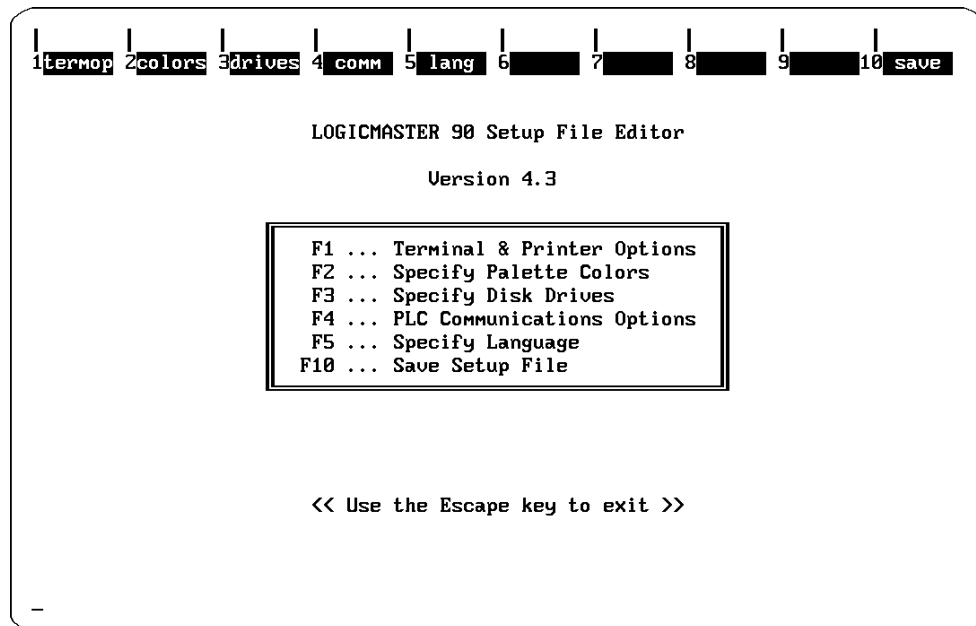 1termop 2colors 3drives 4 comm 5 lang 6 7 8 9 10 save
LOGICMASTER 90 Setup File Editor
Version 4.3
F1 ... Terminal & Printer Options
F2 ... Specify Palette Colors
F3 ... Specify Disk Drives
F4 ... PLC Communications Options
F5 ... Specify Language
F10 ... Save Setup File
<< Use the Escape key to exit >>
_